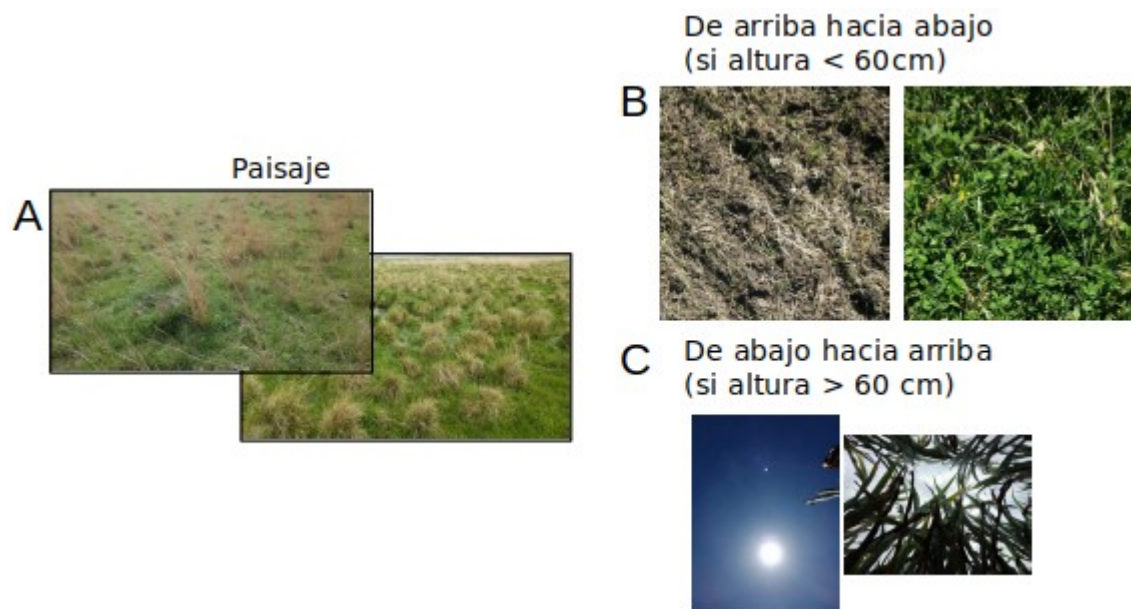 Paisaje
A
B
De arriba hacia abajo
(si altura < 60cm)
C
De abajo hacia arriba
(si altura > 60 cm)